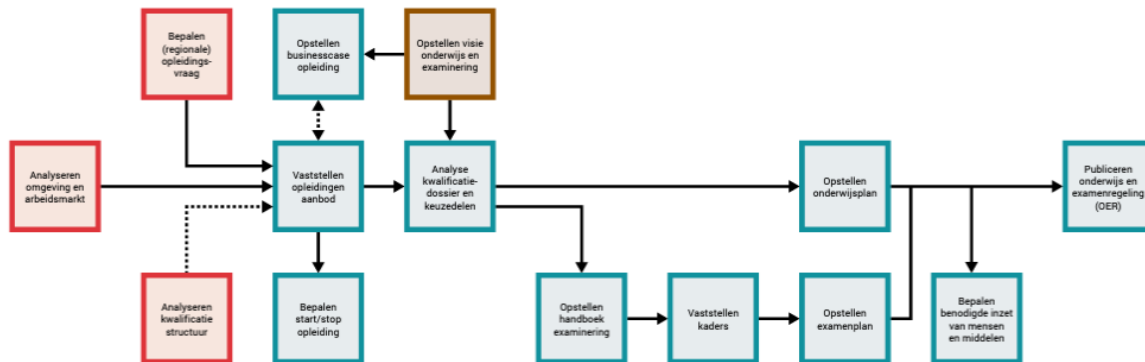 Bepalen
(regionale)
opleidings-
vraag
Opstellen
businesscase
opleiding
Opstellen visie
onderwijs en
examinering
Analyseren
omgeving en
arbeidsmarkt
Vaststellen
opleidingen
aanbod
Analyse
kwalificatie-
dossier en
keuzedelen
Opstellen
onderwijsplan
Publiceren
onderwijs en
examenregeling
(OER)
Analyseren
kwalificatie
structuur
Bepalen
start/stop
opleiding
Opstellen
handboek
examinering
Vaststellen
kaders
Opstellen
examenplan
Bepalen
benodigde inzet
van mensen
en middelen